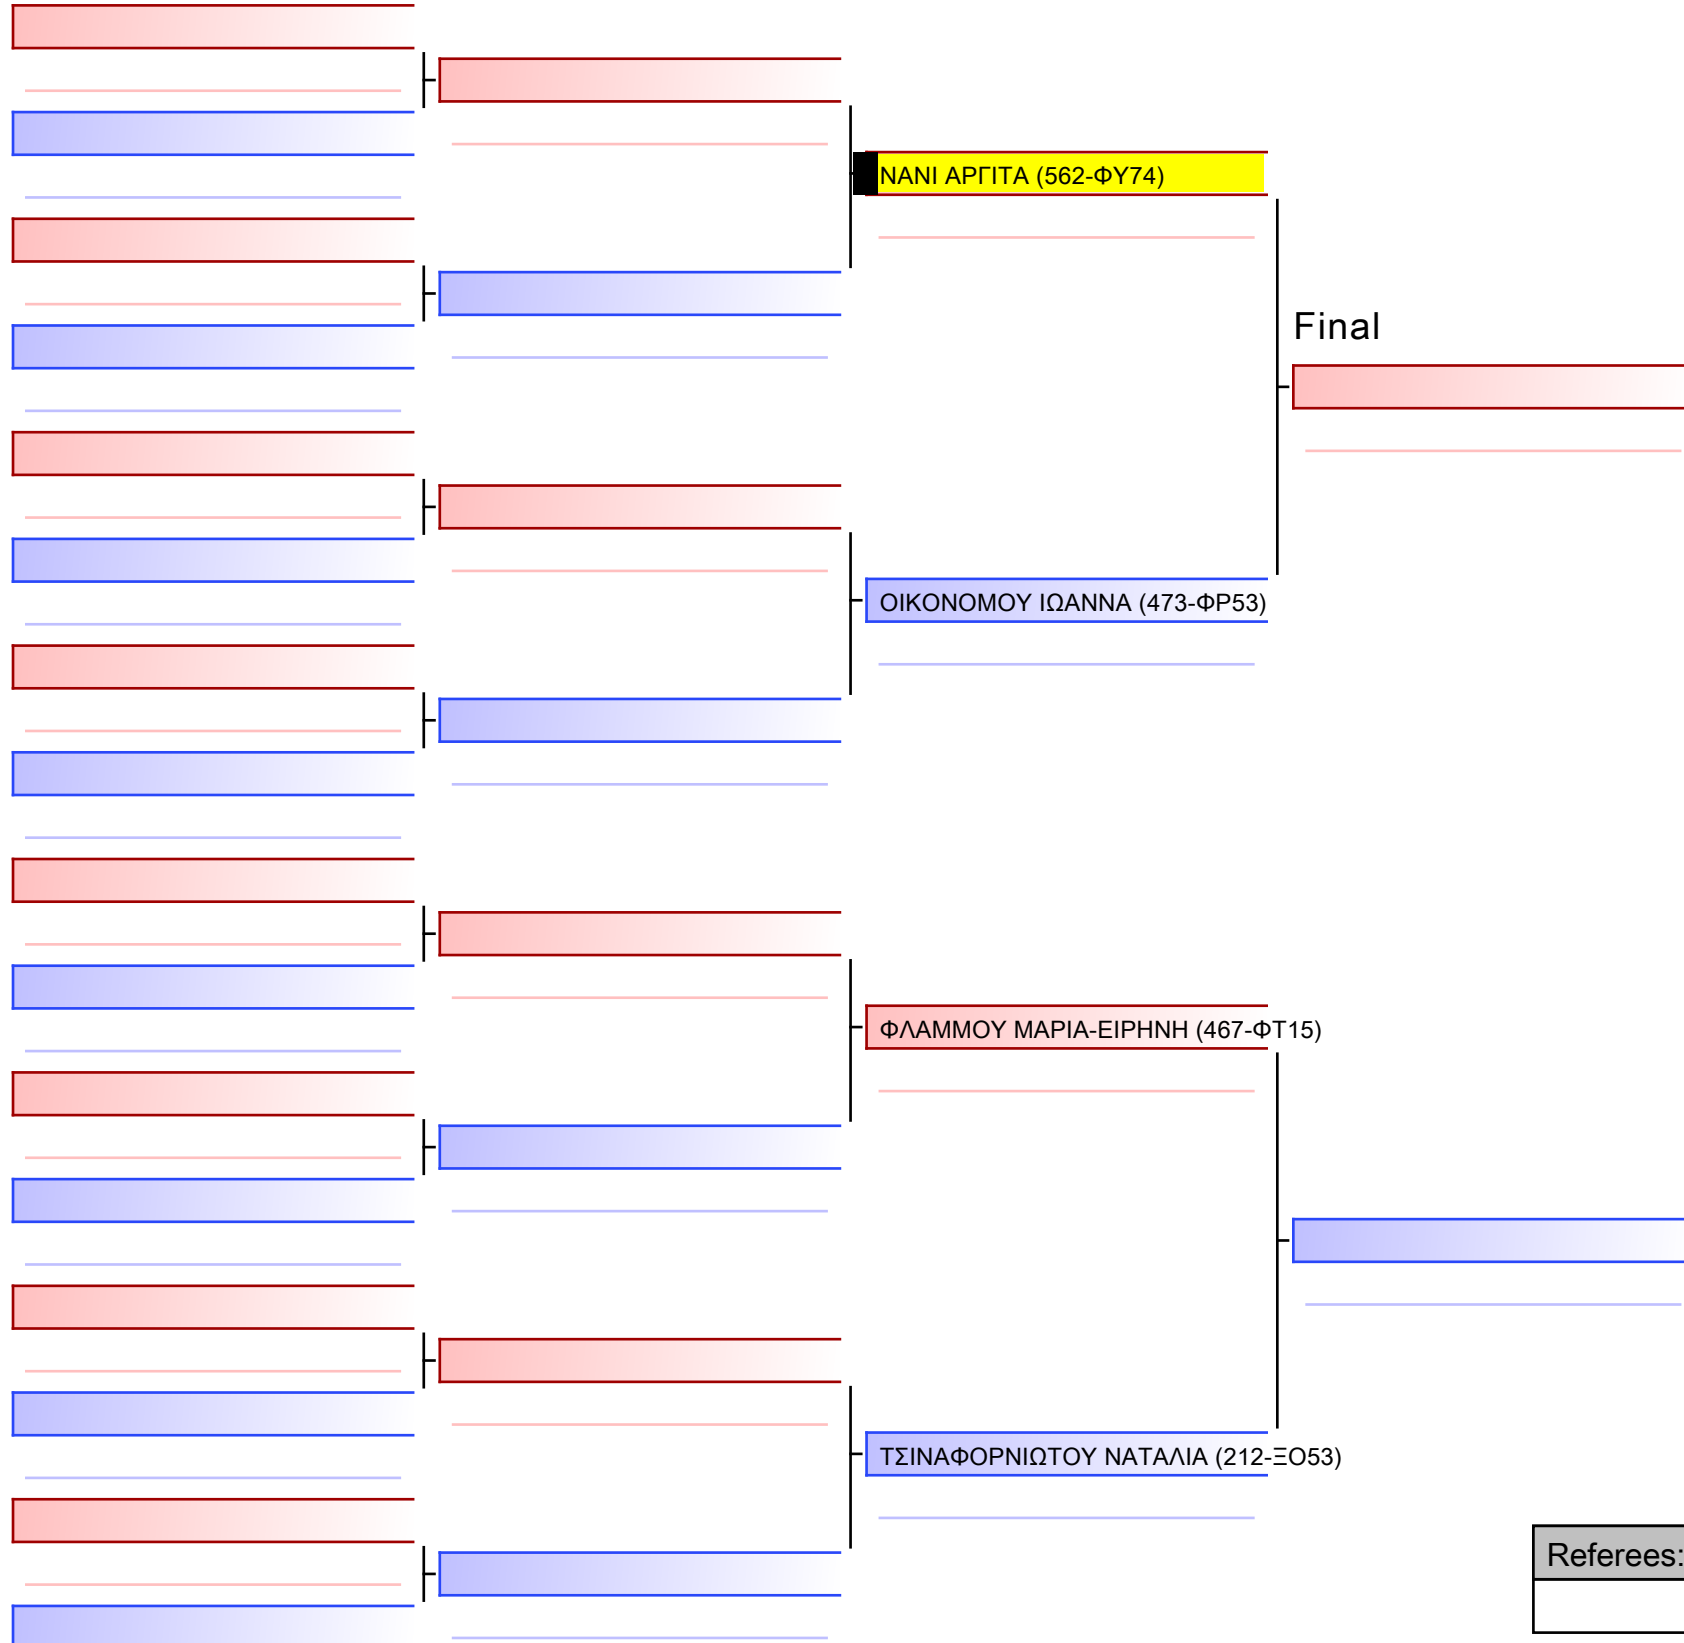 ΝΑΝΙ ΑΡΓΙΤΑ (562-ΦΥ74)
Final
ΟΙΚΟΝΟΜΟΥ ΙΩΑΝΝΑ (473-ΦΡ53)
ΦΛΑΜΜΟΥ ΜΑΡΙΑ-ΕΙΡΗΝΗ (467-ΦΤ15)
ΤΣΙΝΑΦΟΡΝΙΩΤΟΥ ΝΑΤΑΛΙΑ (212-ΞΟ53)
Referees: